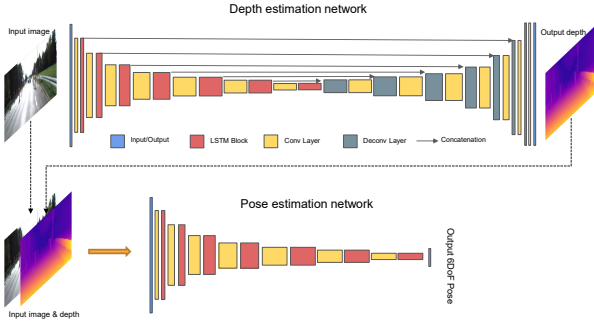 Depth estimation network
Input image
Output depth
Input/Output
LSTM Block
Conv Layer
Deconv Layer
Concatenation
Pose estimation network
Output 6DoF Pose
Input image & depth